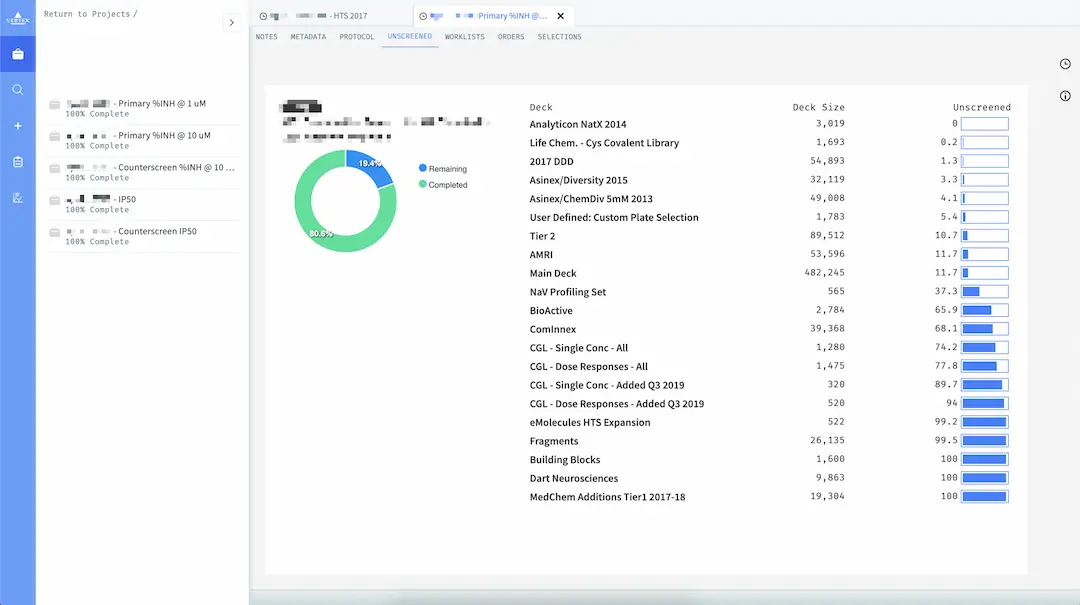 VERTEX
Return to Projects /
- Primary %INH @ 1 uM
100% Complete
- Primary %INH @ 10 uM
100% Complete
- Counterscreen %INH @ 10 ...
100% Complete
- IP50
100% Complete
- Counterscreen IP50
100% Complete
- HTS 2017
Primary %INH @...
NOTES METADATA PROTOCOL UNSCREENED WORKLISTS ORDERS SELECTIONS
19.4%
80.6%
Remaining
Completed
Deck Deck Size Unscreened
Analyticon NatX 2014 3,019 0
Life Chem. - Cys Covalent Library 1,693 0.2
2017 DDD 54,893 1.3
Asinex/Diversity 2015 32,119 3.3
Asinex/ChemDiv 5mM 2013 49,008 4.1
User Defined: Custom Plate Selection 1,783 5.4
Tier 2 89,512 10.7
AMRI 53,596 11.7
Main Deck 482,245 11.7
NaV Profiling Set 565 37.3
BioActive 2,784 65.9
ComInnex 39,368 68.1
CGL - Single Conc - All 1,280 74.2
CGL - Dose Responses - All 1,475 77.8
CGL - Single Conc - Added Q3 2019 320 89.7
CGL - Dose Responses - Added Q3 2019 520 94
eMolecules HTS Expansion 522 99.2
Fragments 26,135 99.5
Building Blocks 1,600 100
Dart Neurosciences 9,863 100
MedChem Additions Tier1 2017-18 19,304 100